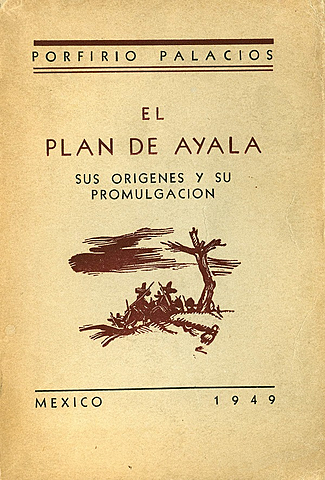 PORFIRIO PALACIOS
EL
PLAN DE AYALA
SUS ORIGENES Y SU
PROMULGACION
MEXICO 1949